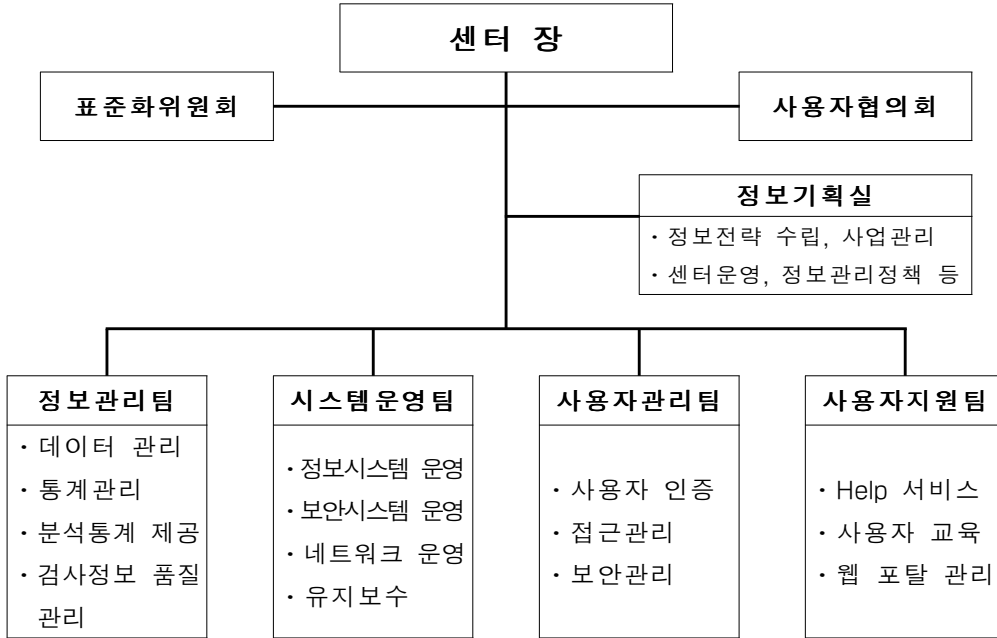 센터 장
표준화위원회
사용자협의회
정보기획실
· 정보전략 수립, 사업관리
· 센터운영, 정보관리정책 등
정보관리팀
· 데이터 관리
· 통계관리
· 분석통계 제공
· 검사정보 품질
관리
시스템운영팀
· 정보시스템 운영
· 보안시스템 운영
· 네트워크 운영
· 유지보수
사용자관리팀
· 사용자 인증
· 접근관리
· 보안관리
사용자지원팀
· Help 서비스
· 사용자 교육
· 웹 포탈 관리